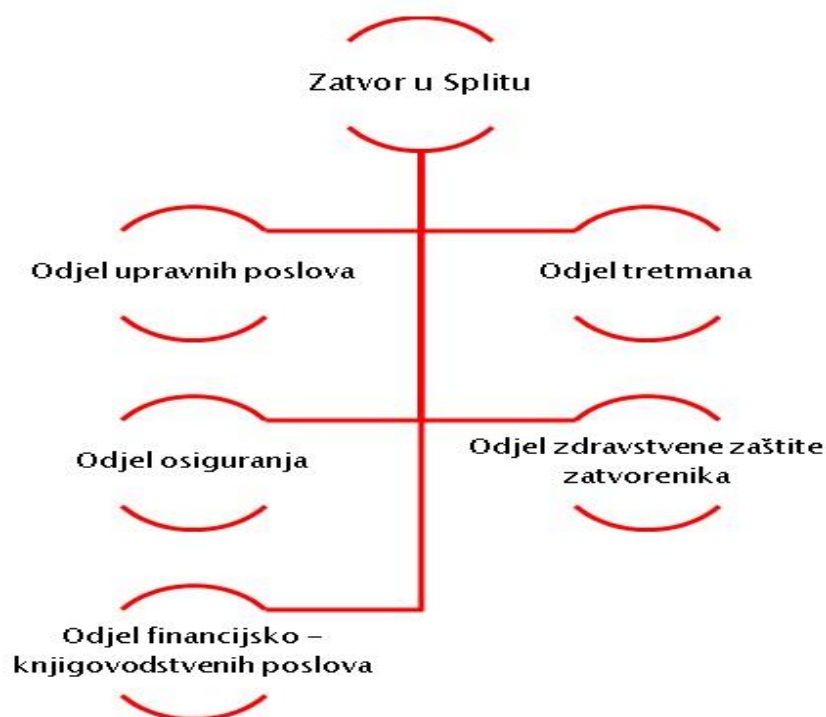 Zatvor u Splitu
Odjel upravnih poslova
Odjel tretmana
Odjel osiguranja
Odjel zdravstvene zaštite
zatvorenika
Odjel financijsko –
knjigovodstvenih poslova